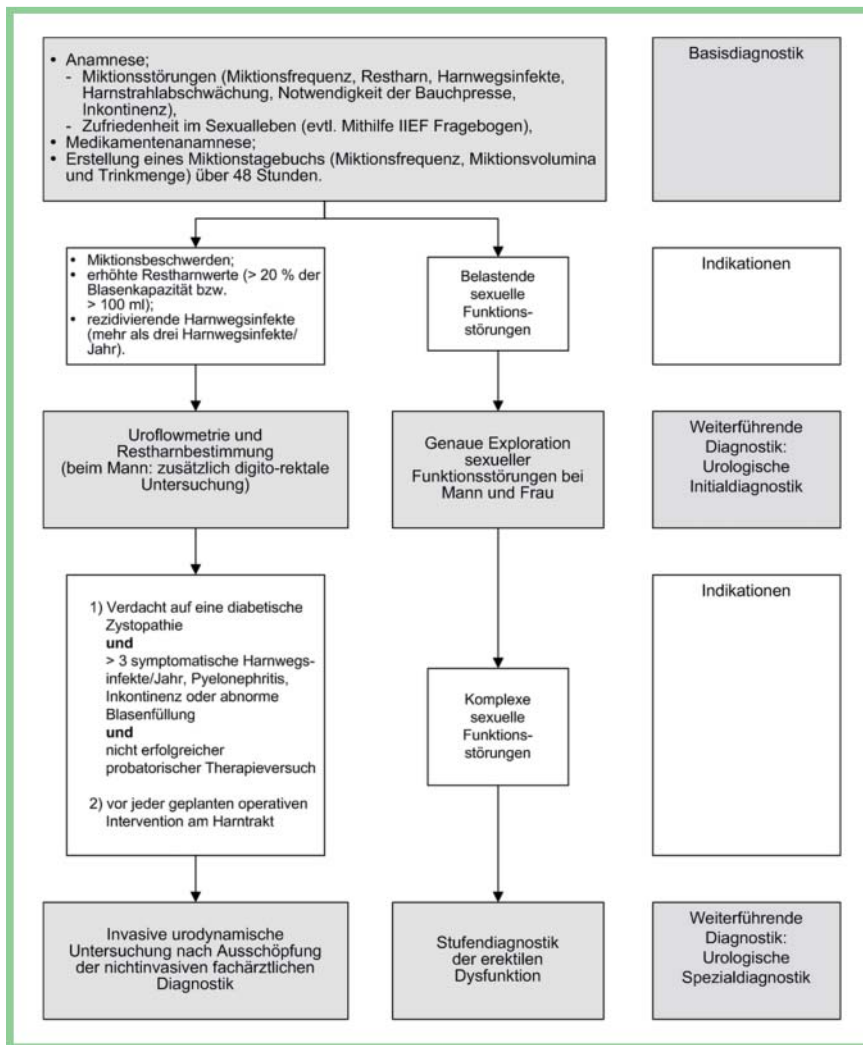 • Anamnese;
- Miktionsstörungen (Miktionsfrequenz, Restharn, Harnwegsinfekte,
Harnstrahlabschwächung, Notwendigkeit der Bauchpresse,
Inkontinenz),
- Zufriedenheit im Sexualleben (evtl. Mithilfe IIEF Fragebogen),
• Medikamentenanamnese;
• Erstellung eines Miktionstagebuchs (Miktionsfrequenz, Miktionsvolumina
und Trinkmenge) über 48 Stunden.
Basisdiagnostik
• Miktionsbeschwerden;
• erhöhte Restharnwerte (> 20 % der
Blasenkapazität bzw.
> 100 ml);
• rezidivierende Harnwegsinfekte
(mehr als drei Harnwegsinfekte/
Jahr).
Belastende
sexuelle
Funktions-
störungen
Indikationen
Uroflowmetrie und
Restharnbestimmung
(beim Mann: zusätzlich digito-rektale
Untersuchung)
Genaue Exploration
sexueller
Funktionsstörungen bei
Mann und Frau
Weiterführende
Diagnostik:
Urologische
Initialdiagnostik
1) Verdacht auf eine diabetische
Zystopathie
und
> 3 symptomatische Harnwegs-
infekte/Jahr, Pyelonephritis,
Inkontinenz oder abnorme
Blasenfüllung
und
nicht erfolgreicher
probatorischer Therapieversuch
2) vor jeder geplanten operativen
Intervention am Harntrakt
Komplexe
sexuelle
Funktions-
störungen
Indikationen
Invasive urodynamische
Untersuchung nach Ausschöpfung
der nichtinvasiven fachärztlichen
Diagnostik
Stufendiagnostik
der erektilen
Dysfunktion
Weiterführende
Diagnostik:
Urologische
Spezialdiagnostik